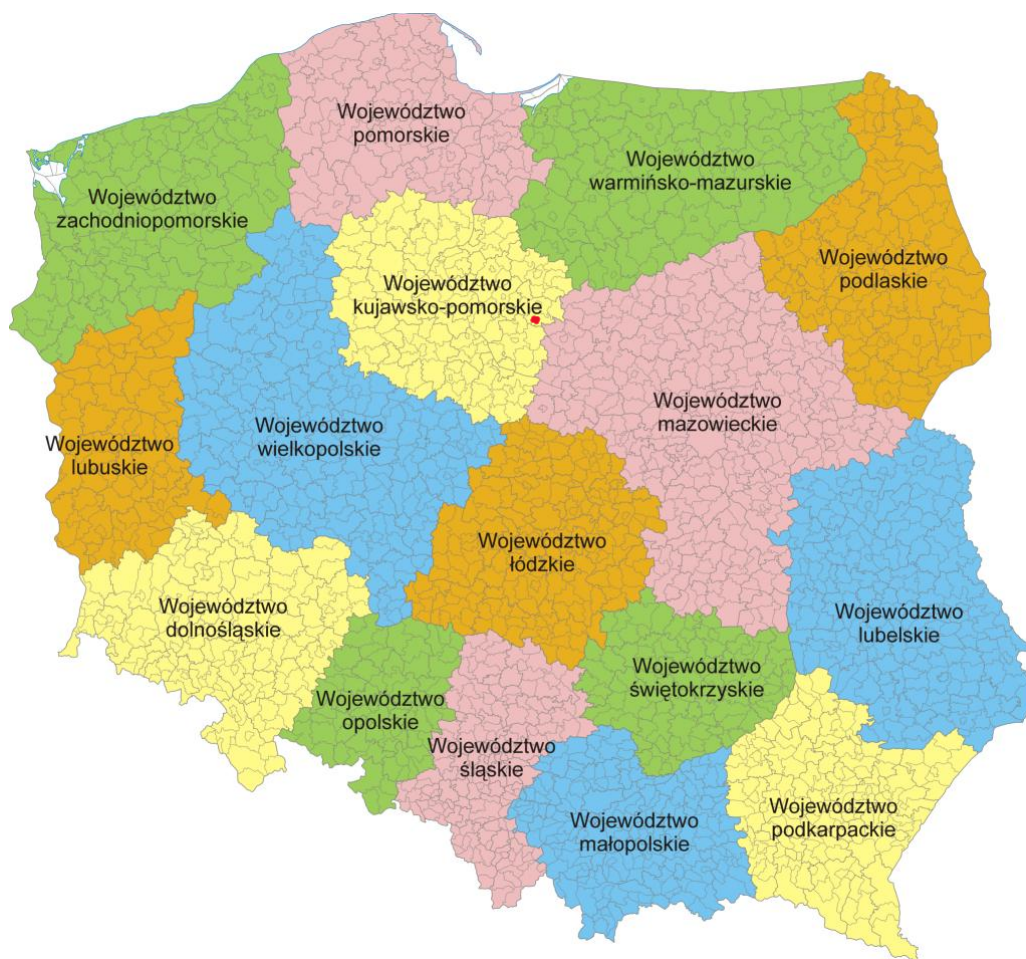 Województwo
pomorskie
Województwo
warmińsko-mazurskie
Województwo
zachodniopomorskie
Województwo
podlaskie
Województwo
kujawsko-pomorskie
Województwo
mazowieckie
Województwo
wielkopolskie
Województwo
lubuskie
Województwo
łódzkie
Województwo
dolnośląskie
Województwo
lubelskie
Województwo
świętokrzyskie
Województwo
opolskie
Województwo
śląskie
Województwo
podkarpackie
Województwo
małopolskie